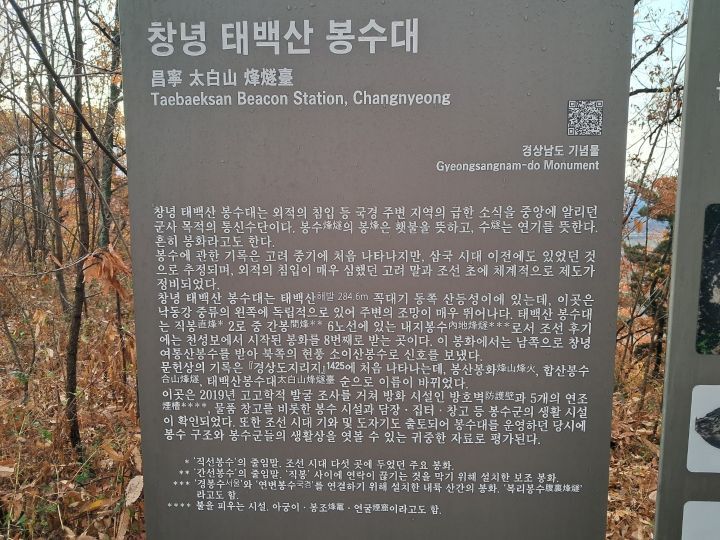 창녕 태백산 봉수대
昌寧 太白山 烽燧臺
Taebaeksan Beacon Station, Changnyeong
경상남도 기념물
Gyeongsangnam-do Monument
창녕 태백산 봉수대는 외적의 침입 등 국경 주변 지역의 급한 소식을 중앙에 알리던
군사 목적의 통신수단이다. 봉수烽燧의 봉烽은 횃불을 뜻하고, 수燧는 연기를 뜻한다.
흔히 봉화라고도 한다.
봉수에 관한 기록은 고려 중기에 처음 나타나지만, 삼국 시대 이전에도 있었던 것
으로 추정되며, 외적의 침입이 매우 심했던 고려 말과 조선 초에 체계적으로 제도가
정비되었다.
창녕 태백산 봉수대는 태백산해발 284.6m 꼭대기 동쪽 산등성이에 있는데, 이곳은
낙동강 중류의 왼쪽에 독립적으로 있어 주변의 조망이 매우 뛰어나다. 태백산 봉수대
는 직봉直烽* 2로 중 간봉間烽** 6노선에 있는 내지봉수內地烽燧***로서 조선 후기
에는 천성보에서 시작된 봉화를 8번째로 받는 곳이다. 이 봉화에서는 남쪽으로 창녕
여통산봉수를 받아 북쪽의 현풍 소이산봉수로 신호를 보냈다.
문헌상의 기록은 『경상도지리지』1425에 처음 나타나는데, 봉산봉화烽山烽火, 합산봉수
合山烽燧, 태백산봉수대太白山烽燧臺 순으로 이름이 바뀌었다.
이곳은 2019년 고고학적 발굴 조사를 거쳐 방화 시설인 방호벽防護壁과 5개의 연조
煙槽****, 물품 창고를 비롯한 봉수 시설과 담장·집터·창고 등 봉수군의 생활 시설
이 확인되었다. 또한 조선 시대 기와 및 도자기도 출토되어 봉수대를 운영하던 당시에
봉수 구조와 봉수군들의 생활상을 엿볼 수 있는 귀중한 자료로 평가된다.
* '직선봉수'의 줄임말. 조선 시대 다섯 곳에 두었던 주요 봉화.
** '간선봉수'의 줄임말. '직봉' 사이에 연락이 끊기는 것을 막기 위해 설치한 보조 봉화.
*** '경봉수서울'와 '연변봉수국경'를 연결하기 위해 설치한 내륙 산간의 봉화. '복리봉수腹裏烽燧'
라고도 함.
**** 불을 피우는 시설. 아궁이·봉조烽竈·연굴煙窟이라고도 함.